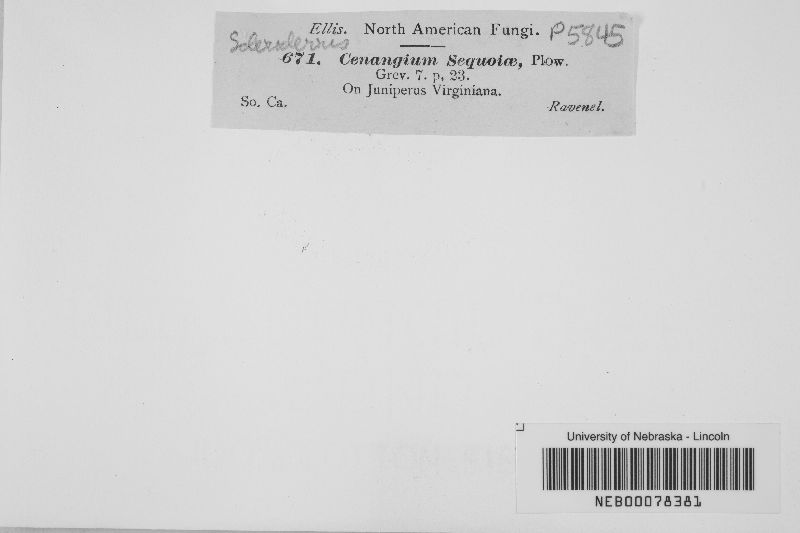 Ellis. North American Fungi. P5845
Scleroderris
671. Cenangium Sequoiæ, Plow.
Grev. 7. p, 23.
On Juniperus Virginiana.
So. Ca. Ravenel.
University of Nebraska - Lincoln
NEB00078381